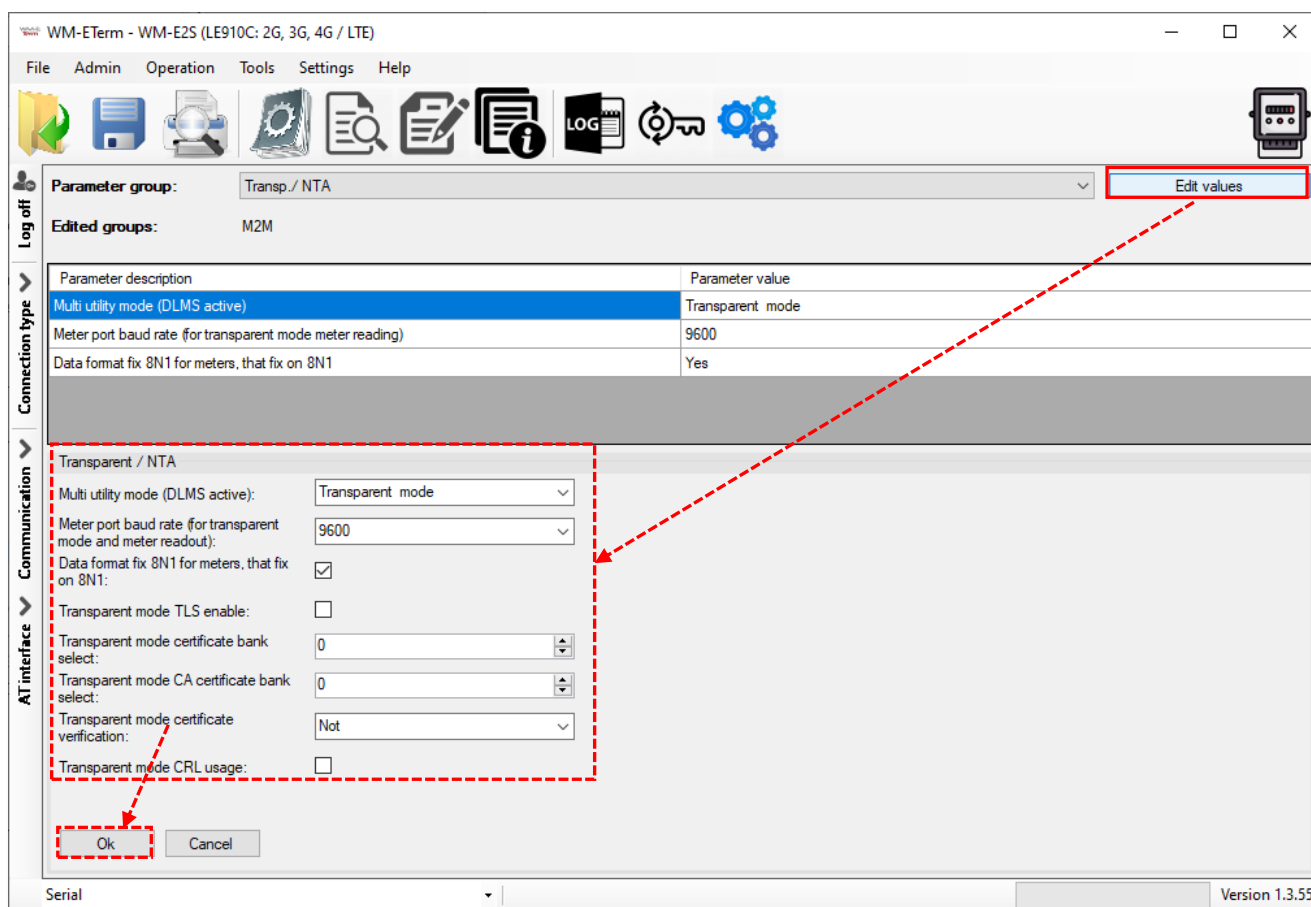 WM-ETerm - WM-E2S (LE910C: 2G, 3G, 4G / LTE)
File Admin Operation Tools Settings Help
LOG
Log off
Connection type
Communication
AT interface
Parameter group: Transp./ NTA Edit values
Edited groups: M2M
Parameter description Parameter value
Multi utility mode (DLMS active) Transparent mode
Meter port baud rate (for transparent mode meter reading) 9600
Data format fix 8N1 for meters, that fix on 8N1 Yes
Transparent / NTA
Multi utility mode (DLMS active): Transparent mode
Meter port baud rate (for transparent
mode and meter readout): 9600
Data format fix 8N1 for meters, that fix
on 8N1:
Transparent mode TLS enable:
Transparent mode certificate bank
select: 0
Transparent mode CA certificate bank
select: 0
Transparent mode certificate
verification: Not
Transparent mode CRL usage:
Ok Cancel
Serial Version 1.3.55